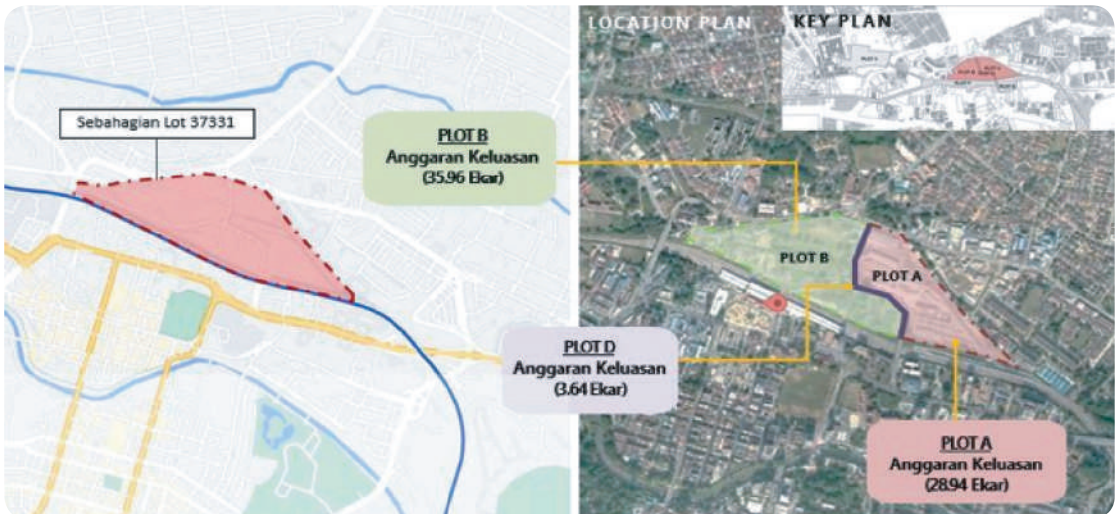 Sebahagian Lot 37331
PLOT B
Anggaran Keluasan
(35.96 Ekar)
PLOT D
Anggaran Keluasan
(3.64 Ekar)
LOCATION PLAN
KEY PLAN
PLOT B
PLOT A
PLOT A
Anggaran Keluasan
(28.94 Ekar)